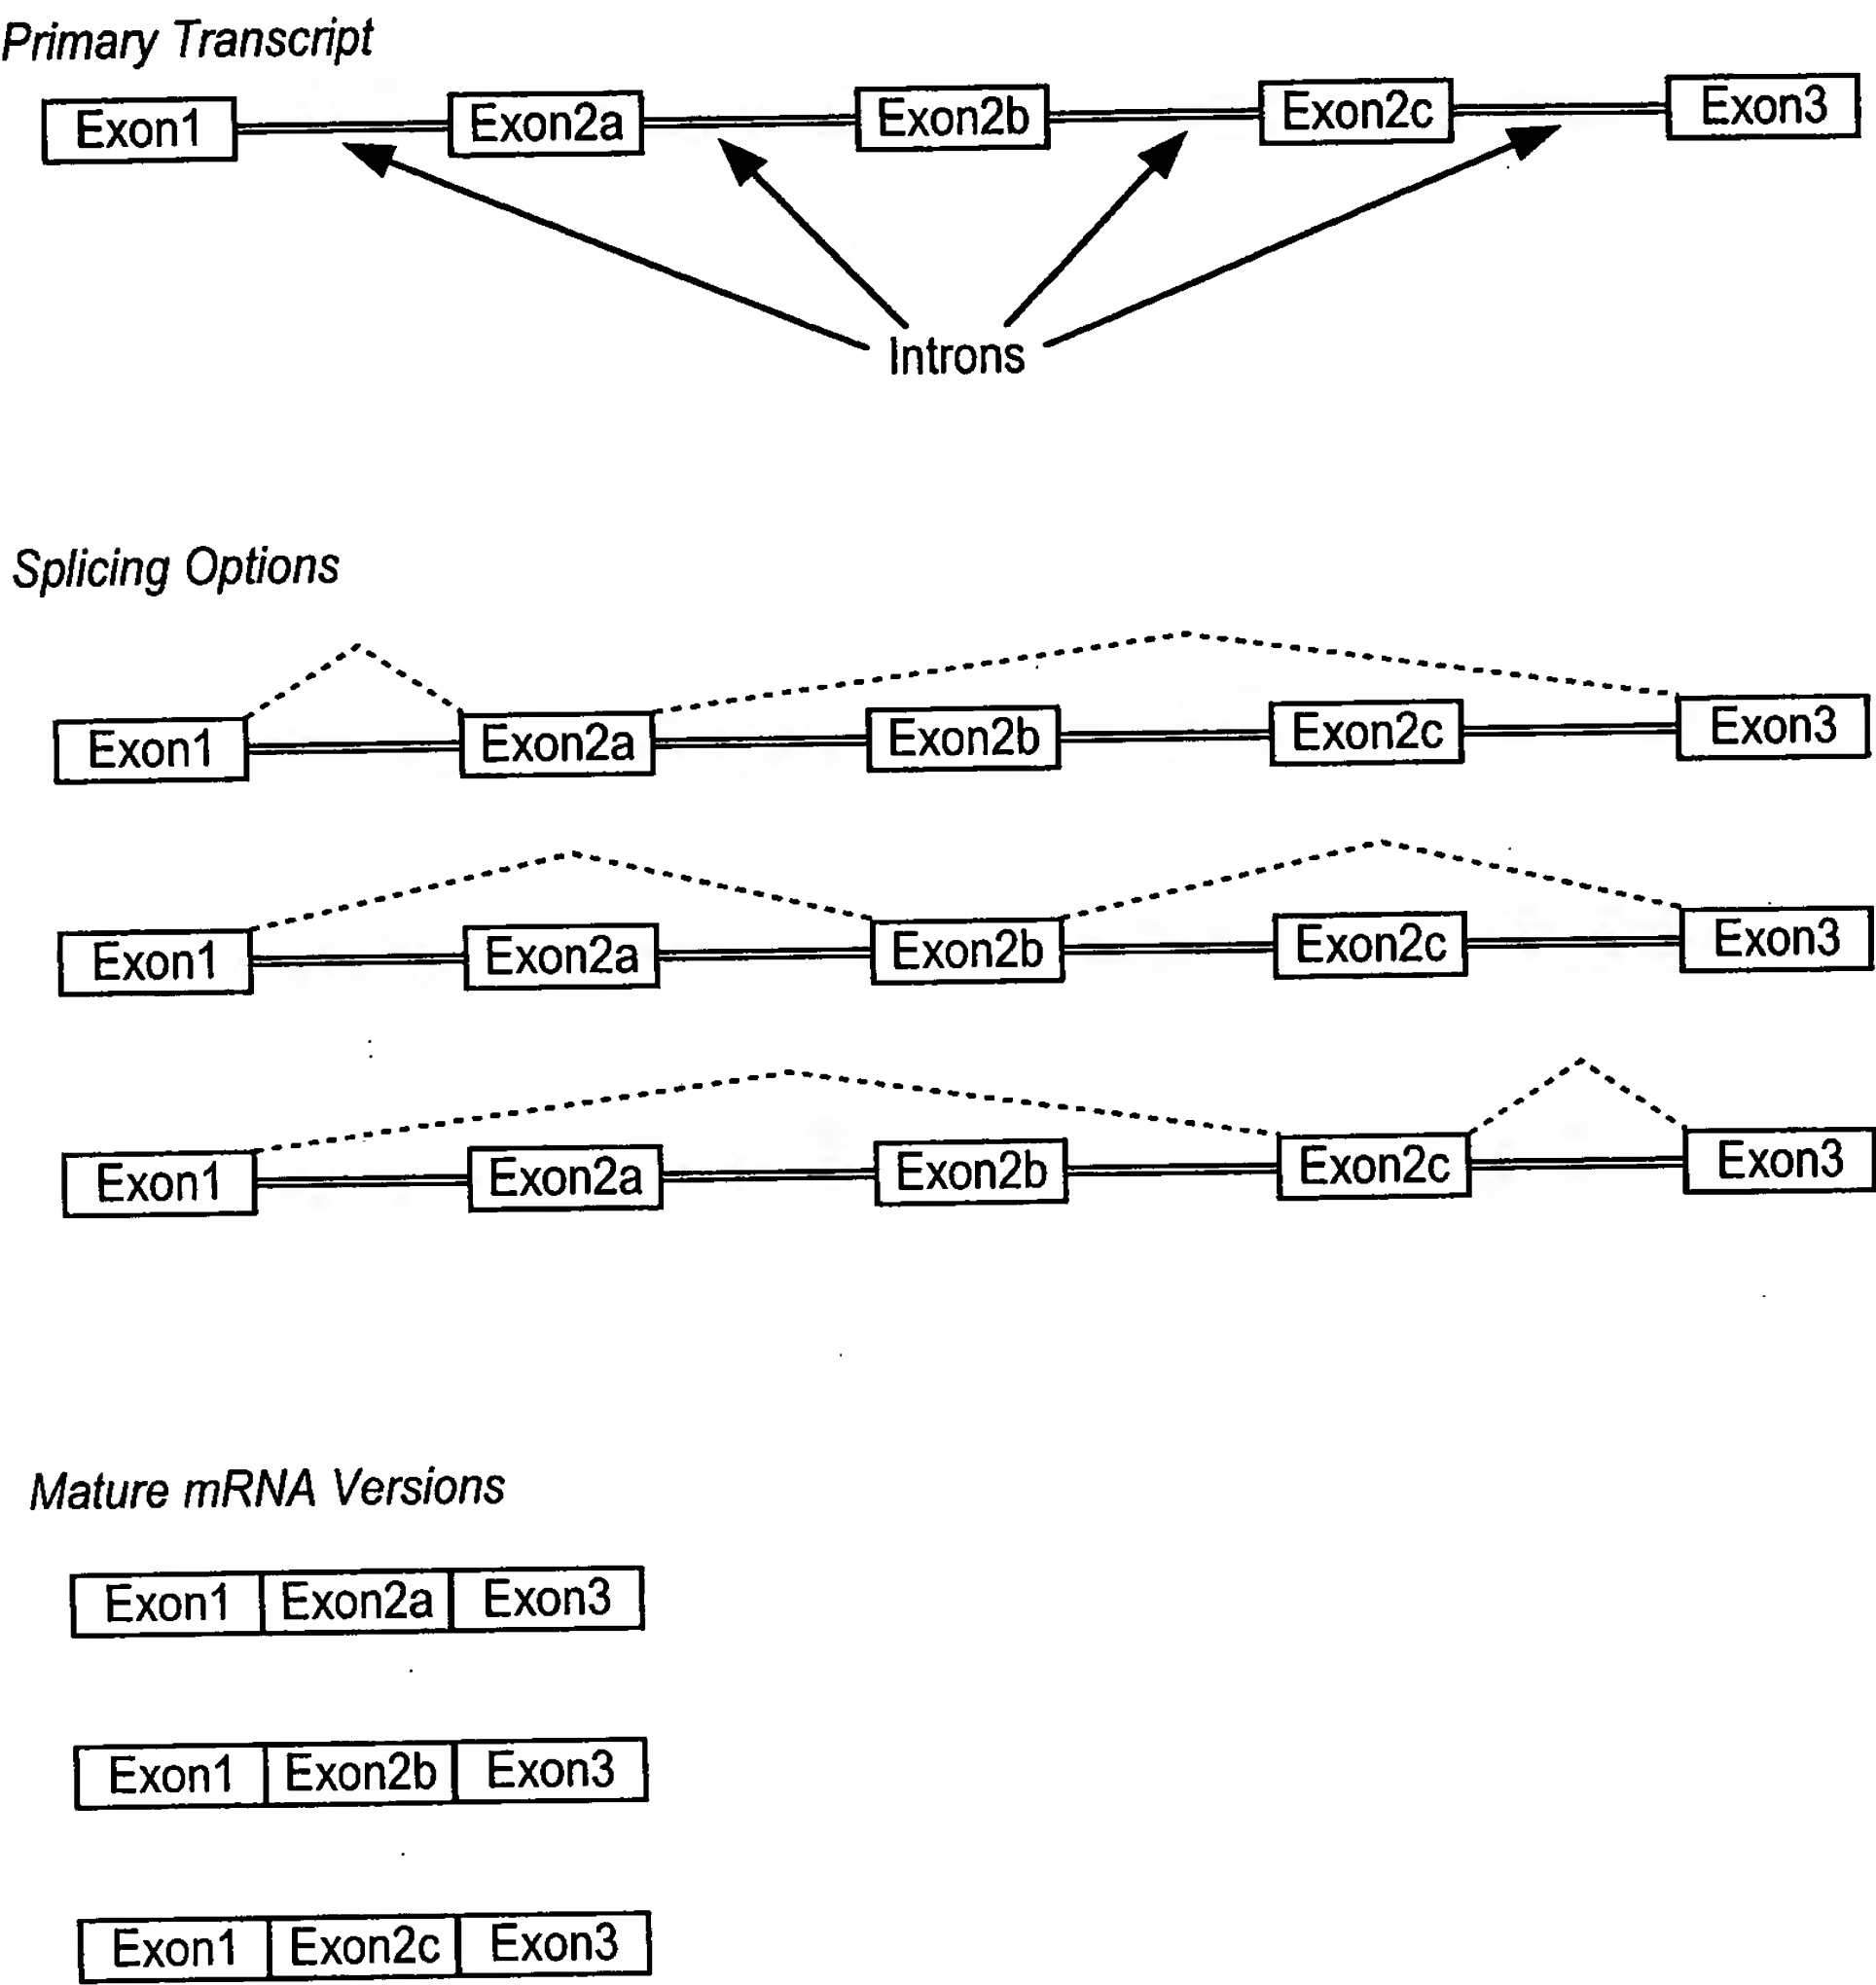 Primary Transcript
Exon1 Exon2a Exon2b Exon2c Exon3
Introns
Splicing Options
Exon1 Exon2a Exon2b Exon2c Exon3
Exon1 Exon2a Exon2b Exon2c Exon3
Exon1 Exon2a Exon2b Exon2c Exon3
Mature mRNA Versions
Exon1 Exon2a Exon3
Exon1 Exon2b Exon3
Exon1 Exon2c Exon3